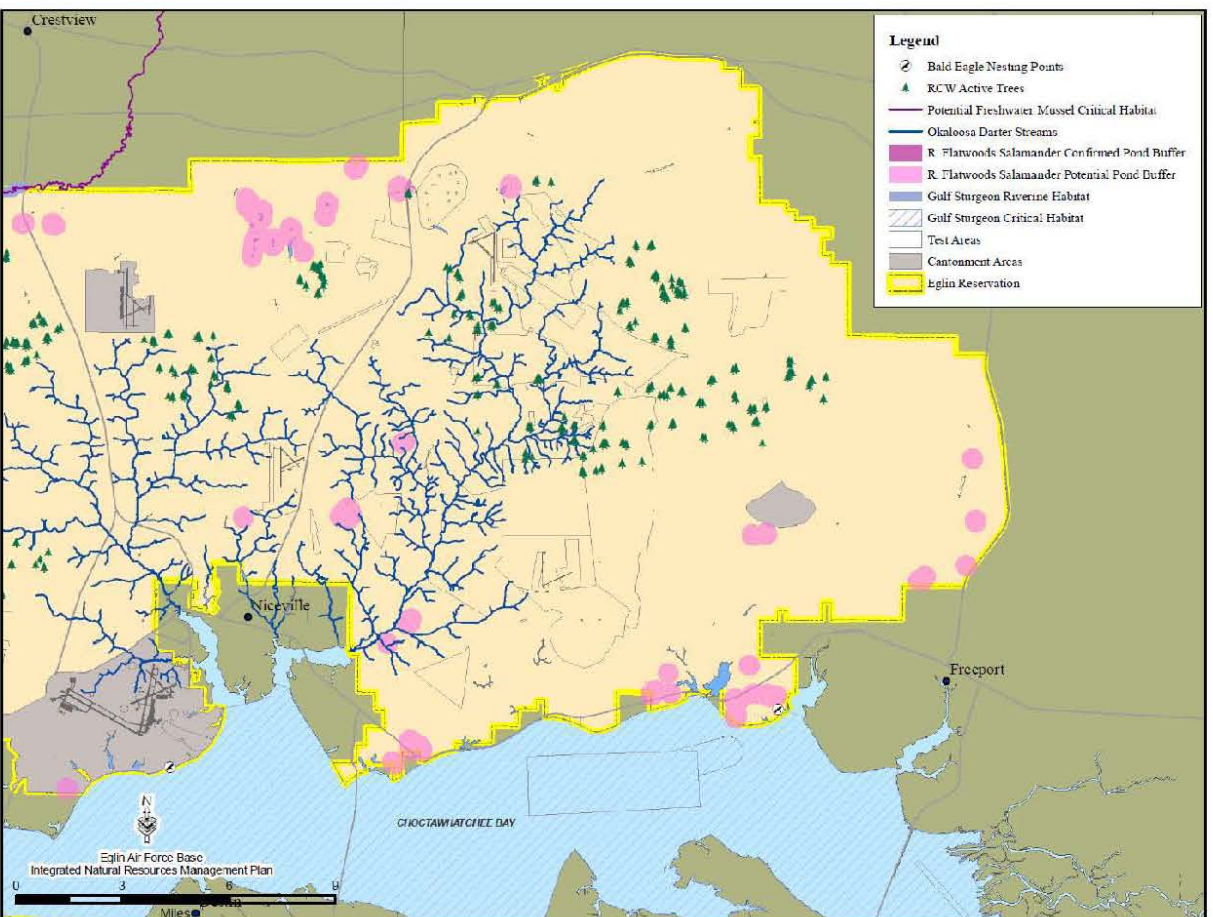 Crestview
Legend
Bald Eagle Nesting Points
RCW Active Trees
Potential Freshwater Mussel Critical Habitat
Okaloosa Darter Streams
R. Flatwoods Salamander Confirmed Pond Buffer
R. Flatwoods Salamander Potential Pond Buffer
Gulf Sturgeon Riverine Habitat
Gulf Sturgeon Critical Habitat
Test Areas
Cantonment Areas
Eglin Reservation
Niceville
Freeport
CHOCTAWHATCHEE BAY
N
Eglin Air Force Base
Integrated Natural Resources Management Plan
0 3 6 9
Miles